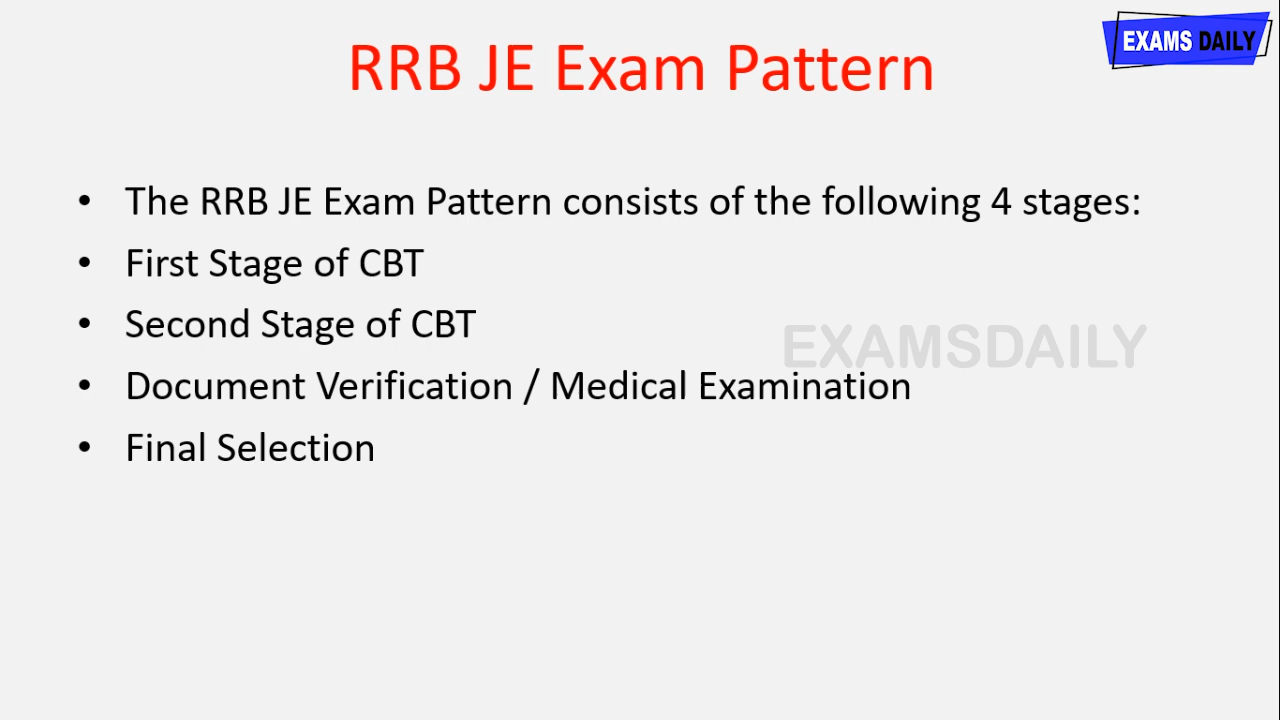 EXAMS DAILY
RRB JE Exam Pattern
• The RRB JE Exam Pattern consists of the following 4 stages:
• First Stage of CBT
• Second Stage of CBT
EXAMSDAILY
• Document Verification / Medical Examination
• Final Selection